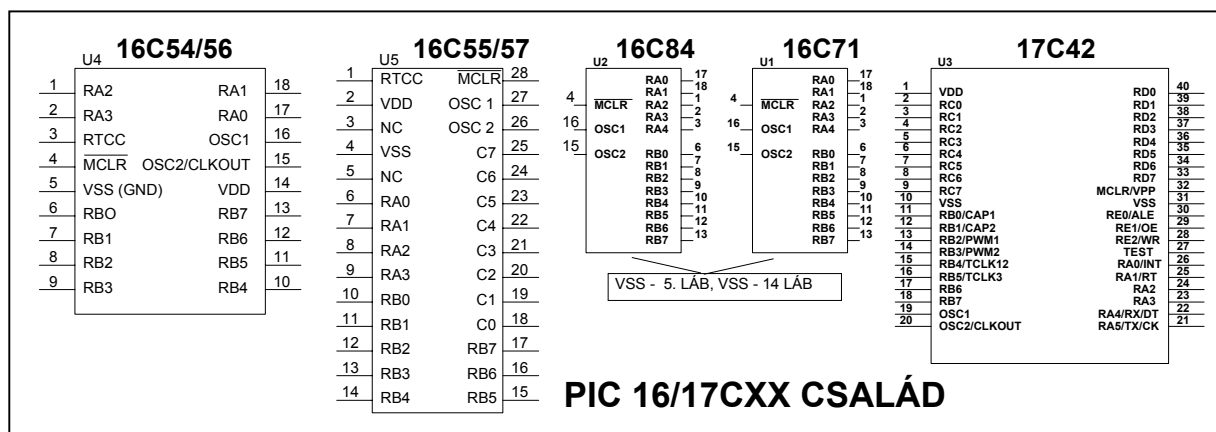 16C54/56
U4
1 RA2 RA1 18
2 RA3 RA0 17
3 RTCC OSC1 16
4 MCLR OSC2/CLKOUT 15
5 VSS (GND) VDD 14
6 RBO RB7 13
7 RB1 RB6 12
8 RB2 RB5 11
9 RB3 RB4 10
16C55/57
U5
1 RTCC MCLR 28
2 VDD OSC 1 27
3 NC OSC 2 26
4 VSS C7 25
5 NC C6 24
6 RA0 C5 23
7 RA1 C4 22
8 RA2 C3 21
9 RA3 C2 20
10 RB0 C1 19
11 RB1 C0 18
12 RB2 RB7 17
13 RB3 RB6 16
14 RB4 RB5 15
16C84
U2
RA0 17
RA1 18
4 MCLR RA2 1
RA3 2
16 OSC1 RA4 3
15 OSC2 RB0 6
RB1 7
RB2 8
RB3 9
RB4 10
RB5 11
RB6 12
RB7 13
16C71
U1
RA0 17
RA1 18
4 MCLR RA2 1
RA3 2
16 OSC1 RA4 3
15 OSC2 RB0 6
RB1 7
RB2 8
RB3 9
RB4 10
RB5 11
RB6 12
RB7 13
VSS - 5. LÁB, VSS - 14 LÁB
17C42
U3
1 VDD RD0 40
2 RC0 RD1 39
3 RC1 RD2 38
4 RC2 RD3 37
5 RC3 RD4 36
6 RC4 RD5 35
7 RC5 RD6 34
8 RC6 RD7 33
9 RC7 MCLR/VPP 32
10 VSS VSS 31
11 RB0/CAP1 RE0/ALE 30
12 RB1/CAP2 RE1/OE 29
13 RB2/PWM1 RE2/WR 28
14 RB3/PWM2 TEST 27
15 RB4/TCLK12 RA0/INT 26
16 RB5/TCLK3 RA1/RT 25
17 RB6 RA2 24
18 RB7 RA3 23
19 OSC1 RA4/RX/DT 22
20 OSC2/CLKOUT RA5/TX/CK 21
PIC 16/17CXX CSALÁD